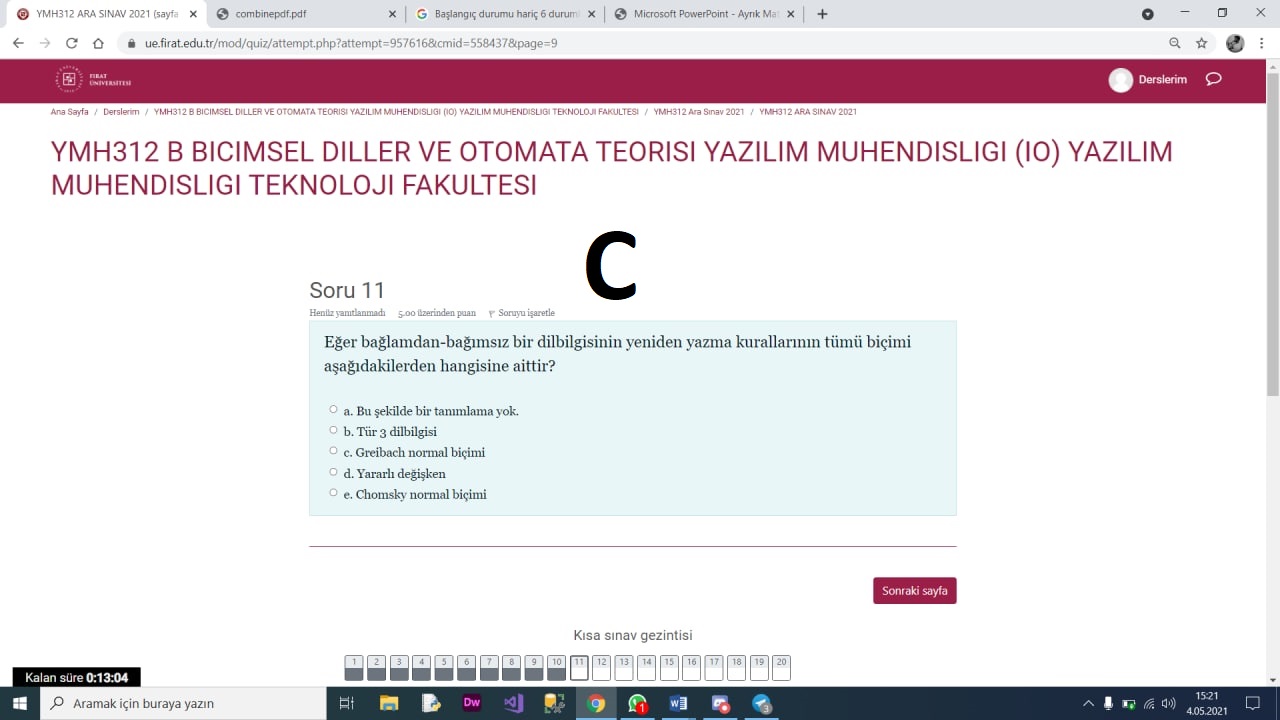 YMH312 ARA SINAV 2021 (sayfa
combinepdf.pdf
Başlangıç durumu hariç 6 durum
Microsoft PowerPoint - Ayrık Mat
ue.firat.edu.tr/mod/quiz/attempt.php?attempt=957616&cmid=558437&page=9
FIRAT
ÜNİVERSİTESİ
Derslerim
Ana Sayfa / Derslerim / YMH312 B BICIMSEL DILLER VE OTOMATA TEORISI YAZILIM MUHENDISLIGI (IO) YAZILIM MUHENDISLIGI TEKNOLOJI FAKULTESI / YMH312 Ara Sınav 2021 / YMH312 ARA SINAV 2021
YMH312 B BICIMSEL DILLER VE OTOMATA TEORISI YAZILIM MUHENDISLIGI (IO) YAZILIM
MUHENDISLIGI TEKNOLOJI FAKULTESI
C
Soru 11
Henüz yanıtlanmadı 5,00 üzerinden puan Soruyu işaretle
Eğer bağlamdan-bağımsız bir dilbilgisinin yeniden yazma kurallarının tümü biçimi
aşağıdakilerden hangisine aittir?
a. Bu şekilde bir tanımlama yok.
b. Tür 3 dilbilgisi
c. Greibach normal biçimi
d. Yararlı değişken
e. Chomsky normal biçimi
Sonraki sayfa
Kısa sınav gezintisi
1 2 3 4 5 6 7 8 9 10 11 12 13 14 15 16 17 18 19 20
Kalan süre 0:13:04
Aramak için buraya yazın
Dw
1
3
15:21
4.05.2021